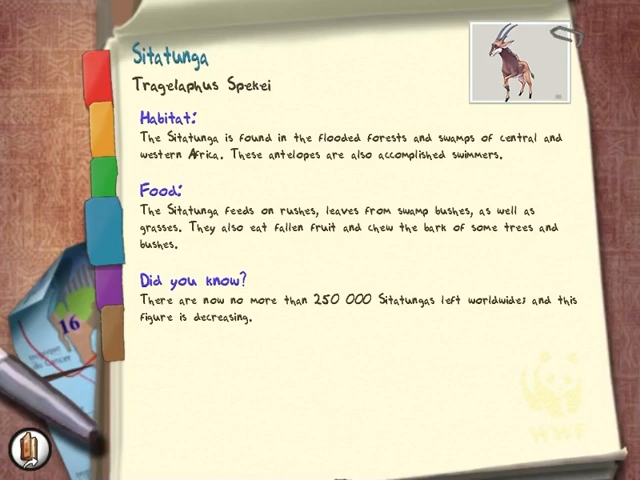 Sitatunga
Tragelaphus Spekei
Habitat:
The Sitatunga is found in the flooded forests and swamps of central and
western Africa. These antelopes are also accomplished swimmers.
Food:
The Sitatunga feeds on rushes, leaves from swamp bushes, as well as
grasses. They also eat fallen fruit and chew the bark of some trees and
bushes.
Did you know?
There are now no more than 250 000 Sitatungas left worldwide; and this
figure is decreasing.
16
du Cancer
WWF